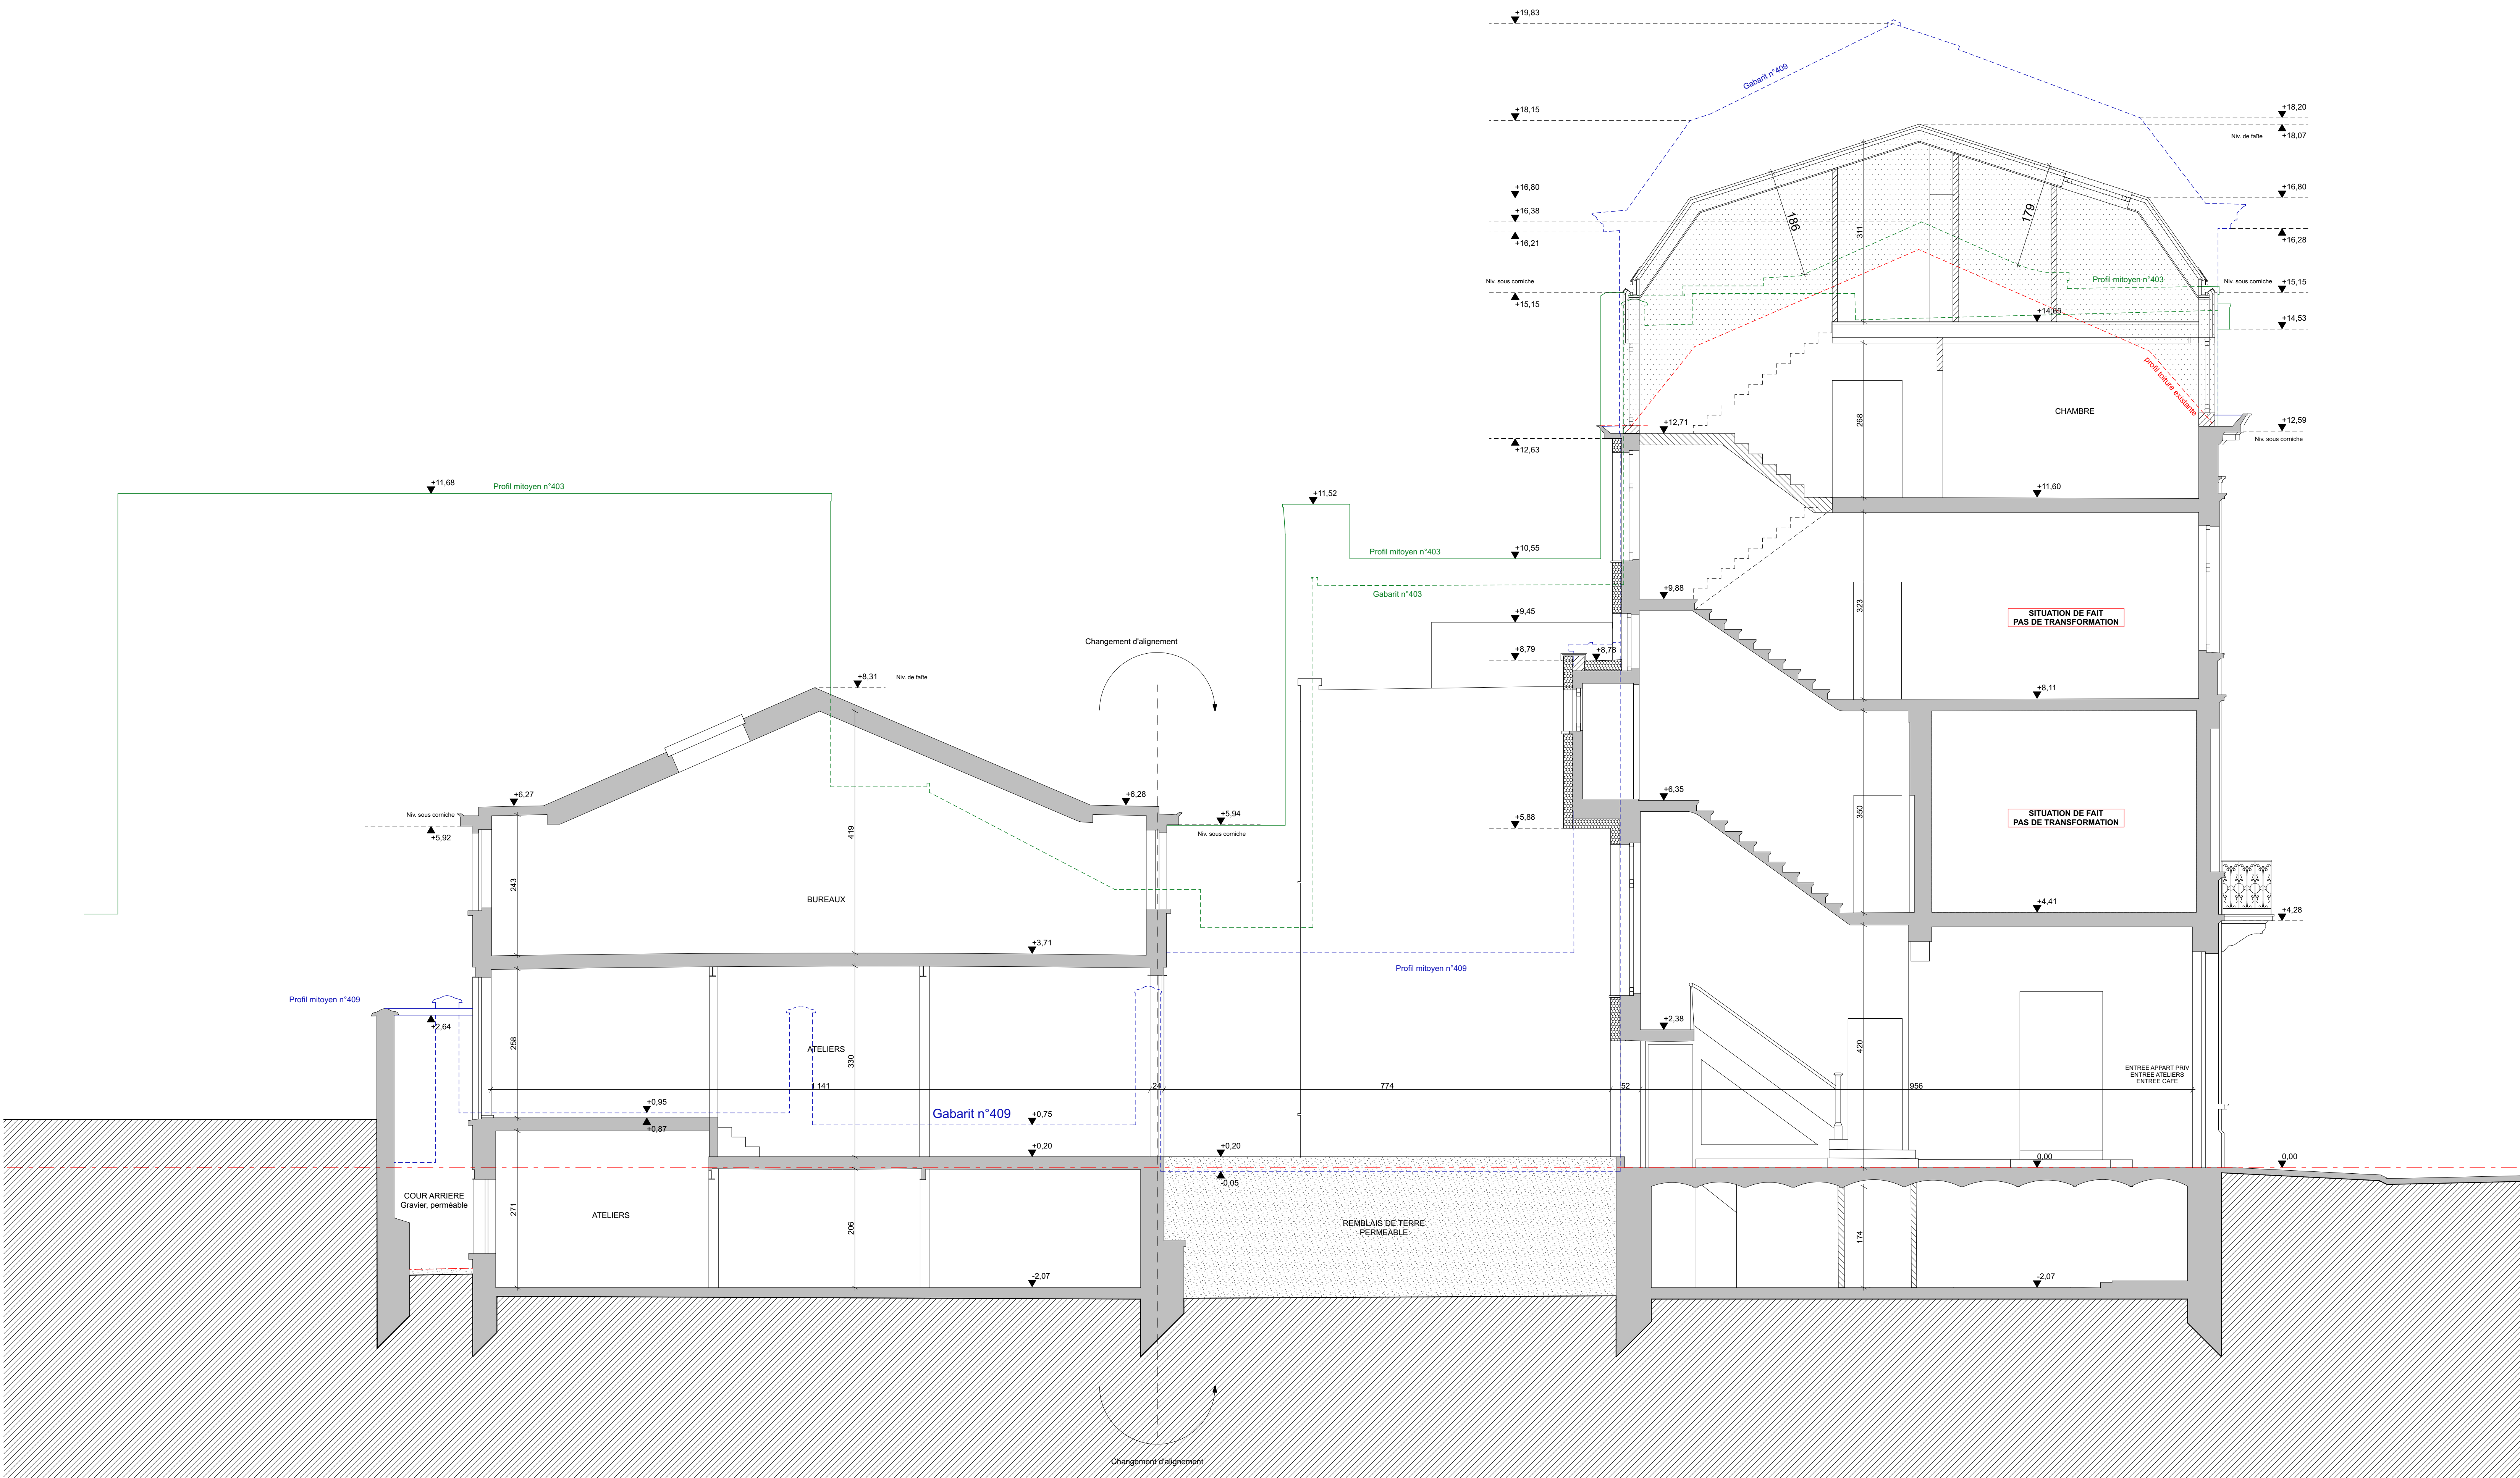 +19,83
Gabarit n°409
+18,15
+18,20
Niv. de faîte
+18,07
+16,80
+16,80
+16,38
186
179
311
+16,21
+16,28
Niv. sous corniche
+15,15
Profil mitoyen n°403
Niv. sous corniche
+15,15
+14,53
profil toiture existante
CHAMBRE
268
+12,71
+12,63
+12,59
Niv. sous corniche
+11,68
Profil mitoyen n°403
+11,52
+11,60
Profil mitoyen n°403
+10,55
Gabarit n°403
+9,88
323
SITUATION DE FAIT
PAS DE TRANSFORMATION
+9,45
Changement d'alignement
+8,79
+8,78
+8,31
Niv. de faîte
+8,11
+6,27
+6,28
+6,35
Niv. sous corniche
+5,92
+5,94
Niv. sous corniche
+5,88
350
SITUATION DE FAIT
PAS DE TRANSFORMATION
419
243
BUREAUX
+4,41
+4,28
+3,71
Profil mitoyen n°409
Profil mitoyen n°409
+2,64
+2,38
258
ATELIERS
330
420
ENTREE APPART PRIV
ENTREE ATELIERS
ENTREE CAFE
1 141
24
774
52
956
+0,95
+0,87
Gabarit n°409
+0,75
+0,20
+0,20
-0,05
0,00
0,00
COUR ARRIERE
Gravier, perméable
271
ATELIERS
206
REMBLAIS DE TERRE
PERMEABLE
174
-2,07
-2,07
Changement d'alignement